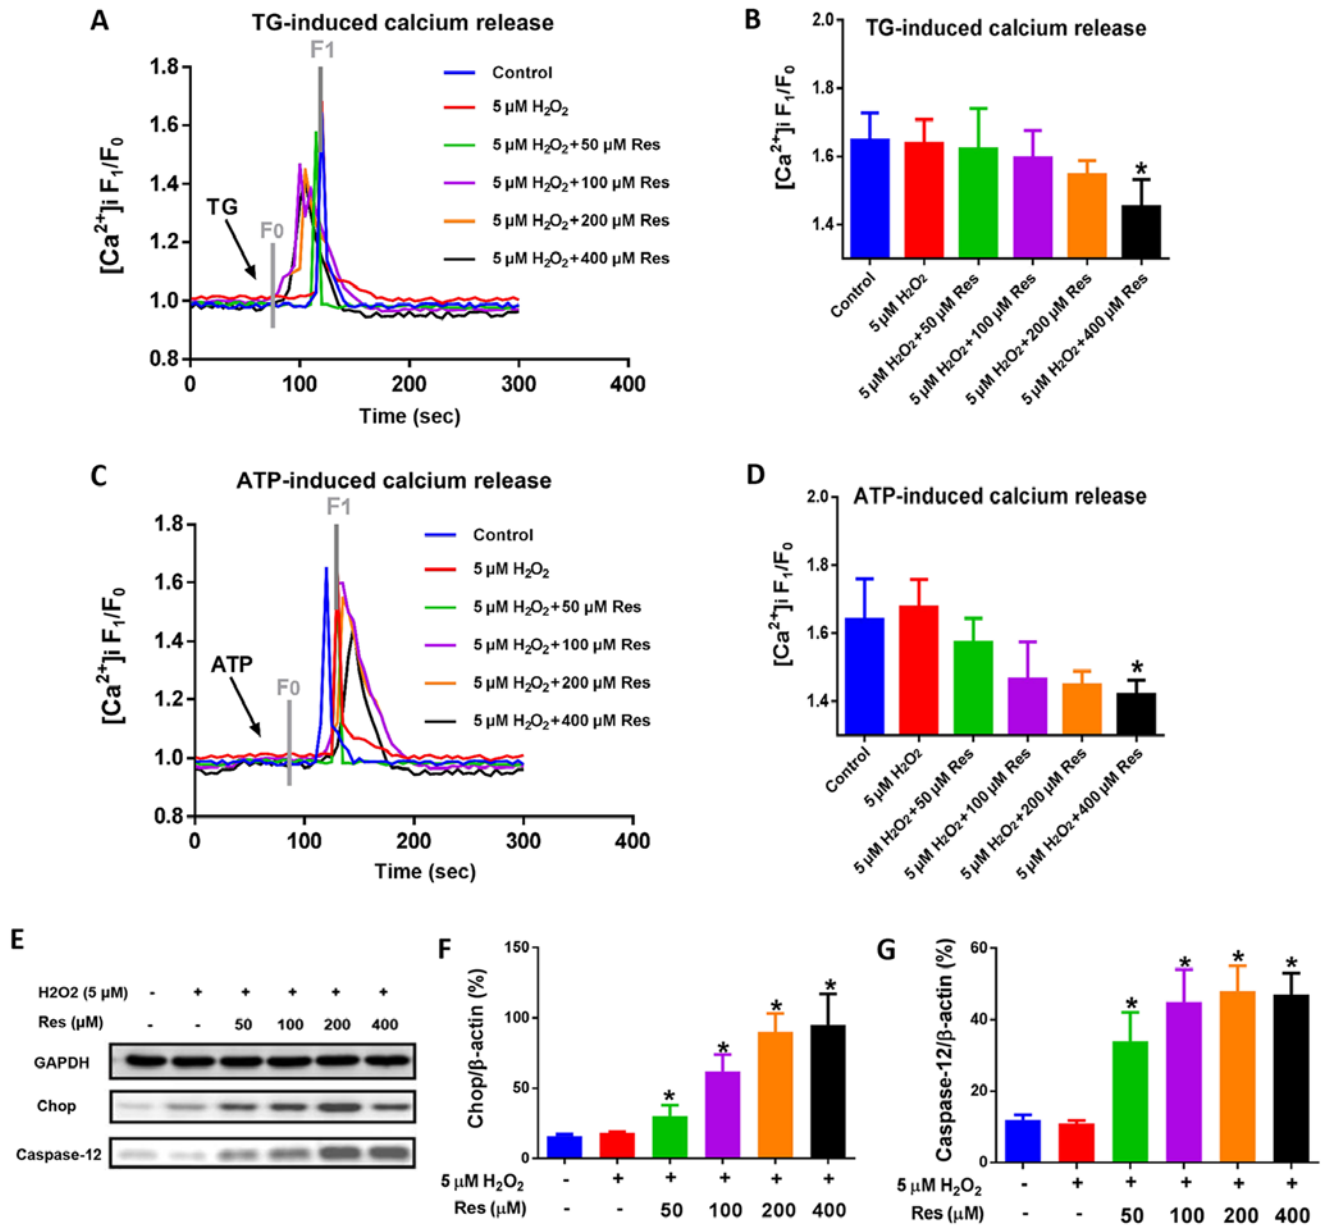 A
TG-induced calcium release
F1
F0
TG
[Ca²⁺]i F₁/F₀
1.8
1.6
1.4
1.2
1.0
0.8
0
100
200
300
400
Time (sec)
Control
5 µM H₂O₂
5 µM H₂O₂+50 µM Res
5 µM H₂O₂+100 µM Res
5 µM H₂O₂+200 µM Res
5 µM H₂O₂+400 µM Res
B
TG-induced calcium release
[Ca²⁺]i F₁/F₀
2.0
1.8
1.6
1.4
*
Control
5 µM H₂O₂
5 µM H₂O₂+50 µM Res
5 µM H₂O₂+100 µM Res
5 µM H₂O₂+200 µM Res
5 µM H₂O₂+400 µM Res
C
ATP-induced calcium release
F1
F0
ATP
[Ca²⁺]i F₁/F₀
1.8
1.6
1.4
1.2
1.0
0.8
0
100
200
300
400
Time (sec)
Control
5 µM H₂O₂
5 µM H₂O₂+50 µM Res
5 µM H₂O₂+100 µM Res
5 µM H₂O₂+200 µM Res
5 µM H₂O₂+400 µM Res
D
ATP-induced calcium release
[Ca²⁺]i F₁/F₀
2.0
1.8
1.6
1.4
*
Control
5 µM H₂O₂
5 µM H₂O₂+50 µM Res
5 µM H₂O₂+100 µM Res
5 µM H₂O₂+200 µM Res
5 µM H₂O₂+400 µM Res
E
H2O2 (5 µM) - + + + + +
Res (µM) - - 50 100 200 400
GAPDH
Chop
Caspase-12
F
Chop/β-actin (%)
150
100
50
0
* * * *
5 µM H₂O₂ - + + + + +
Res (µM) - - 50 100 200 400
G
Caspase-12/β-actin (%)
60
40
20
0
* * * *
5 µM H₂O₂ - + + + + +
Res (µM) - - 50 100 200 400